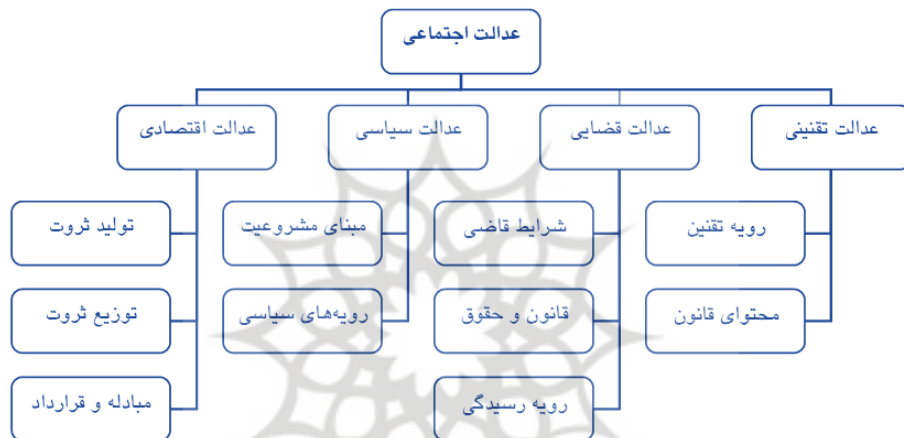 عدالت اجتماعی
عدالت تقنینی
عدالت قضایی
عدالت سیاسی
عدالت اقتصادی
رویه تقنین
شرایط قاضی
مبنای مشروعیت
تولید ثروت
محتوای قانون
قانون و حقوق
رویه‌های سیاسی
توزیع ثروت
رویه رسیدگی
مبادله و قرارداد